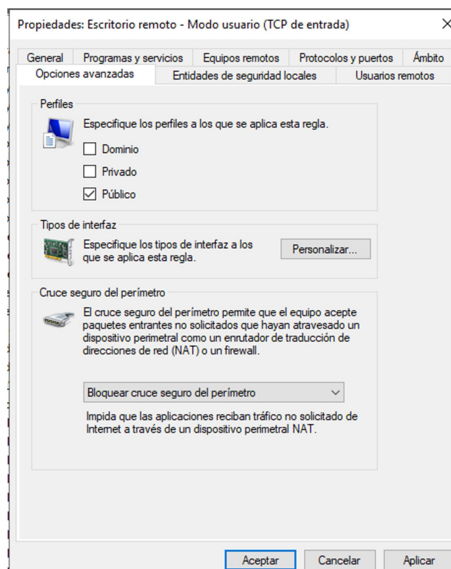 Propiedades: Escritorio remoto - Modo usuario (TCP de entrada)
General
Programas y servicios
Equipos remotos
Protocolos y puertos
Ámbito
Opciones avanzadas
Entidades de seguridad locales
Usuarios remotos
Perfiles
Especifique los perfiles a los que se aplica esta regla.
Dominio
Privado
Público
Tipos de interfaz
Especifique los tipos de interfaz a los
que se aplica esta regla.
Personalizar...
Cruce seguro del perímetro
El cruce seguro del perímetro permite que el equipo acepte
paquetes entrantes no solicitados que hayan atravesado un
dispositivo perimetral como un enrutador de traducción de
direcciones de red (NAT) o un firewall.
Bloquear cruce seguro del perímetro
Impida que las aplicaciones reciban tráfico no solicitado de
Internet a través de un dispositivo perimetral NAT.
Aceptar
Cancelar
Aplicar